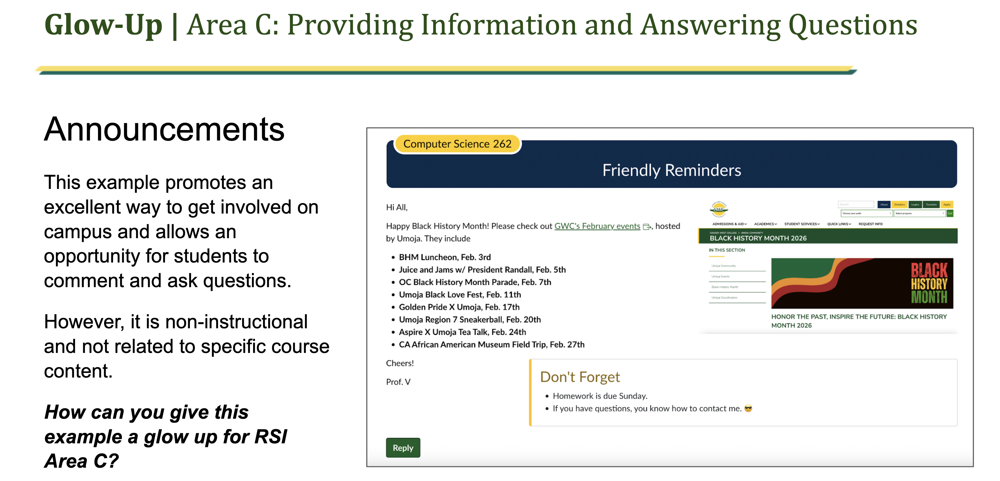 Glow-Up | Area C: Providing Information and Answering Questions
Announcements
This example promotes an
excellent way to get involved on
campus and allows an
opportunity for students to
comment and ask questions.
However, it is non-instructional
and not related to specific course
content.
How can you give this
example a glow up for RSI
Area C?
Computer Science 262
Friendly Reminders
Hi All,
Happy Black History Month! Please check out GWC's February events, hosted
by Umoja. They include
• BHM Luncheon, Feb. 3rd
• Juice and Jams w/ President Randall, Feb. 5th
• OC Black History Month Parade, Feb. 7th
• Umoja Black Love Fest, Feb. 11th
• Golden Pride X Umoja, Feb. 17th
• Umoja Region 7 Sneakerball, Feb. 20th
• Aspire X Umoja Tea Talk, Feb. 24th
• CA African American Museum Field Trip, Feb. 27th
Cheers!
Prof. V
GWC
Search
About Directory Logins Translate Apply
Choose your path: Select program: Go!
ADMISSIONS & AID ACADEMICS STUDENT SERVICES QUICK LINKS REQUEST INFO
GOLDEN WEST COLLEGE > UMOJA COMMUNITY
BLACK HISTORY MONTH 2026
IN THIS SECTION
Umoja Community
Umoja Events
Black History Month
Umoja Coordinators
BLACK
HISTORY
MONTH
HONOR THE PAST, INSPIRE THE FUTURE: BLACK HISTORY
MONTH 2026
Don't Forget
• Homework is due Sunday.
• If you have questions, you know how to contact me. 😎
Reply